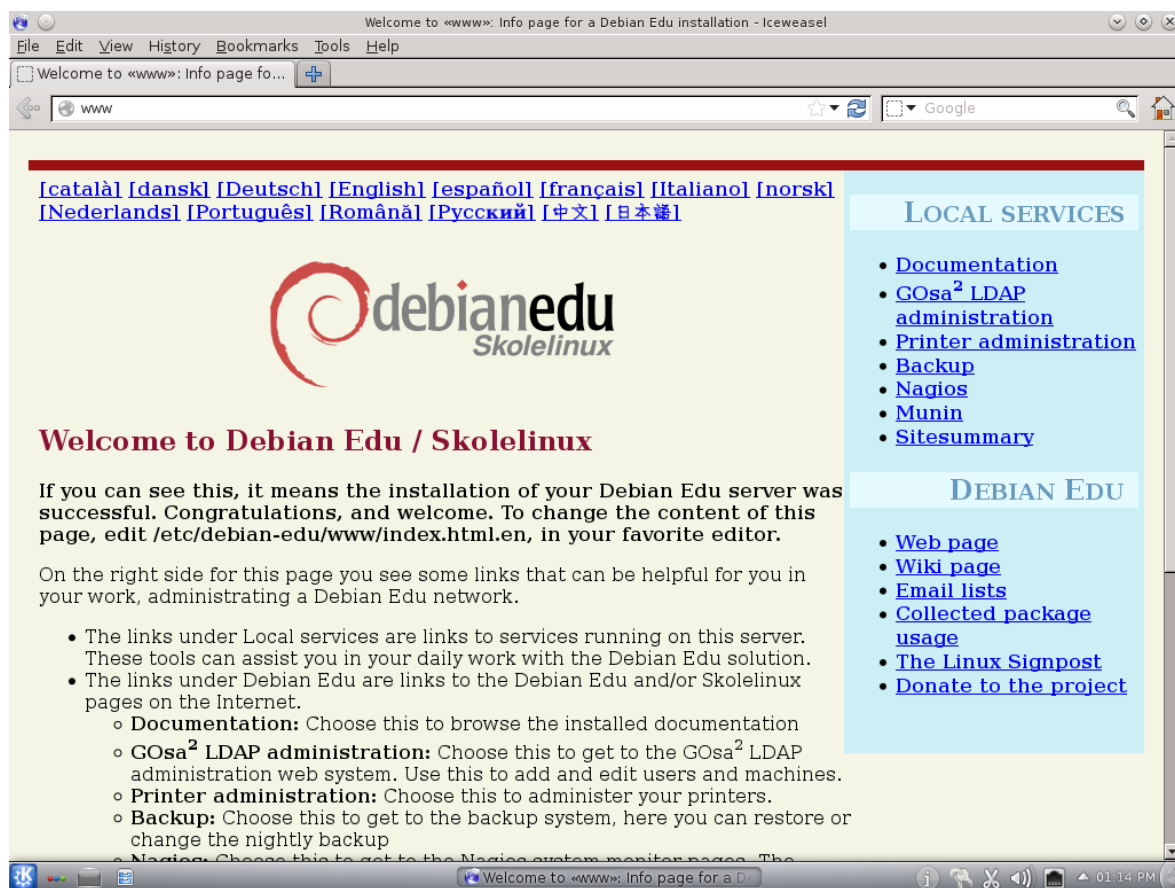 Welcome to «www»: Info page for a Debian Edu installation - Iceweasel
File Edit View History Bookmarks Tools Help
Welcome to «www»: Info page fo...
www
Google
[català] [dansk] [Deutsch] [English] [español] [français] [Italiano] [norsk]
[Nederlands] [Português] [Română] [Русский] [中文] [日本語]
debianedu
Skolelinux
Welcome to Debian Edu / Skolelinux
If you can see this, it means the installation of your Debian Edu server was
successful. Congratulations, and welcome. To change the content of this
page, edit /etc/debian-edu/www/index.html.en, in your favorite editor.
On the right side for this page you see some links that can be helpful for you in
your work, administrating a Debian Edu network.
• The links under Local services are links to services running on this server.
These tools can assist you in your daily work with the Debian Edu solution.
• The links under Debian Edu are links to the Debian Edu and/or Skolelinux
pages on the Internet.
◦ Documentation: Choose this to browse the installed documentation
◦ GOsa² LDAP administration: Choose this to get to the GOsa² LDAP
administration web system. Use this to add and edit users and machines.
◦ Printer administration: Choose this to administer your printers.
◦ Backup: Choose this to get to the backup system, here you can restore or
change the nightly backup
◦ Nagios: Choose this to get to the Nagios system monitor pages. The
LOCAL SERVICES
• Documentation
• GOsa² LDAP
administration
• Printer administration
• Backup
• Nagios
• Munin
• Sitesummary
DEBIAN EDU
• Web page
• Wiki page
• Email lists
• Collected package
usage
• The Linux Signpost
• Donate to the project
Welcome to «www»: Info page for a D
01:14 PM